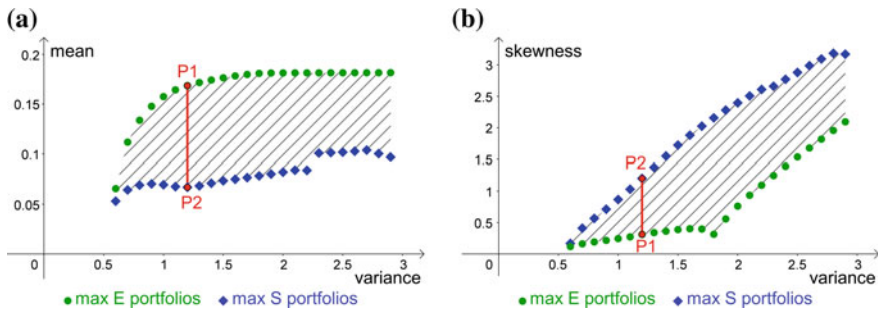 (a)
mean
0.2
0.15
0.1
0.05
0
0.5
1
1.5
2
2.5
3
variance
P1
P2
max E portfolios
max S portfolios
(b)
skewness
3
2.5
2
1.5
1
0.5
0
0.5
1
1.5
2
2.5
3
variance
P2
P1
max E portfolios
max S portfolios